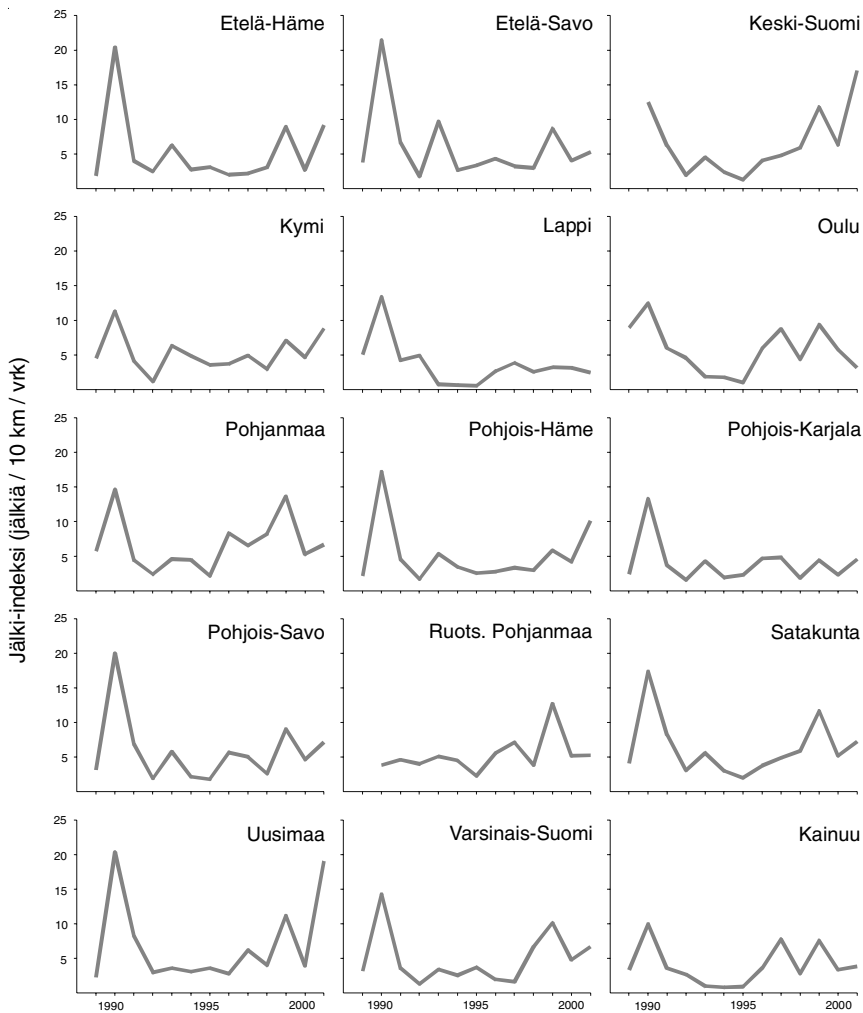 25
20
15
10
5
Etelä-Häme
Etelä-Savo
Keski-Suomi
25
20
15
10
5
Kymi
Lappi
Oulu
25
20
15
10
5
Pohjanmaa
Pohjois-Häme
Pohjois-Karjala
25
20
15
10
5
Pohjois-Savo
Ruots. Pohjanmaa
Satakunta
25
20
15
10
5
Uusimaa
Varsinais-Suomi
Kainuu
1990 1995 2000
1990 1995 2000
1990 1995 2000
Jälki-indeksi (jälkiä / 10 km / vrk)